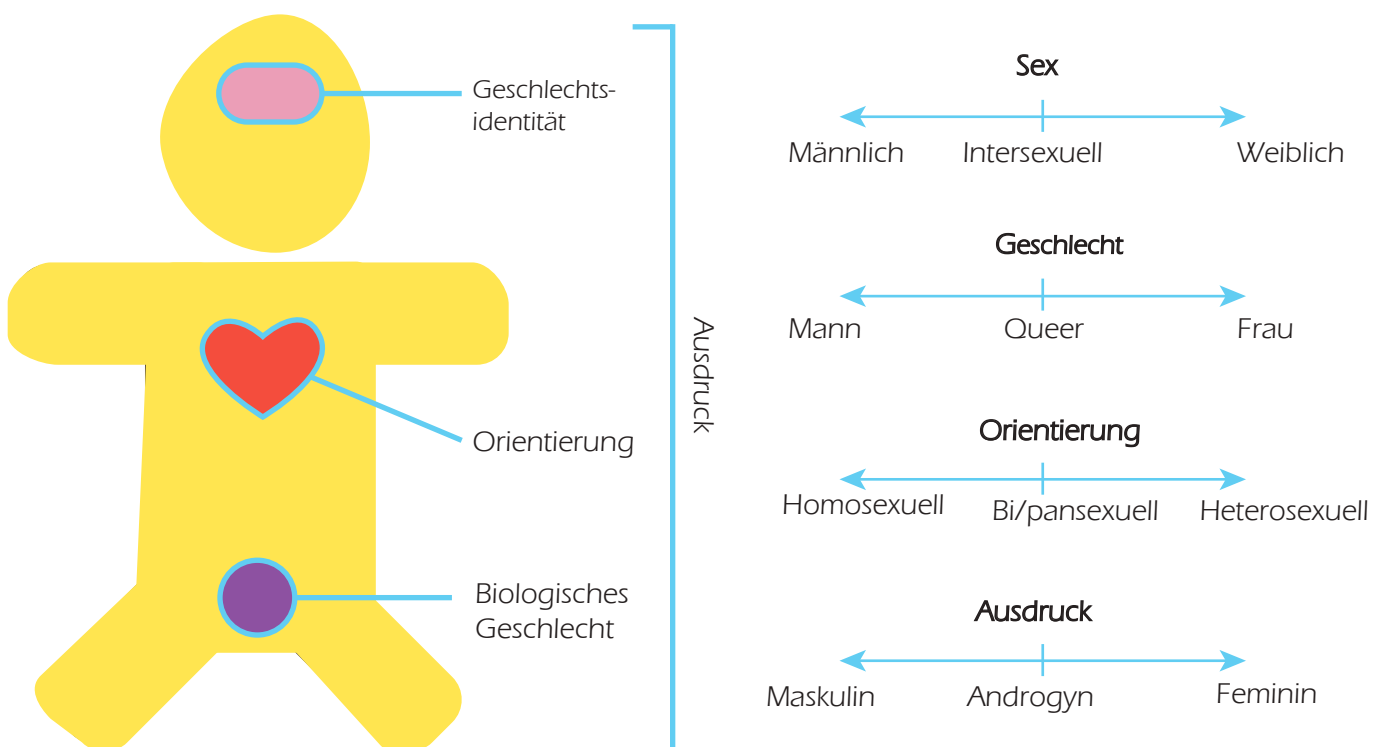 Geschlechts-
identität
Orientierung
Biologisches
Geschlecht
Ausdruck
Sex
Männlich Intersexuell Weiblich
Geschlecht
Mann Queer Frau
Orientierung
Homosexuell Bi/pansexuell Heterosexuell
Ausdruck
Maskulin Androgyn Feminin